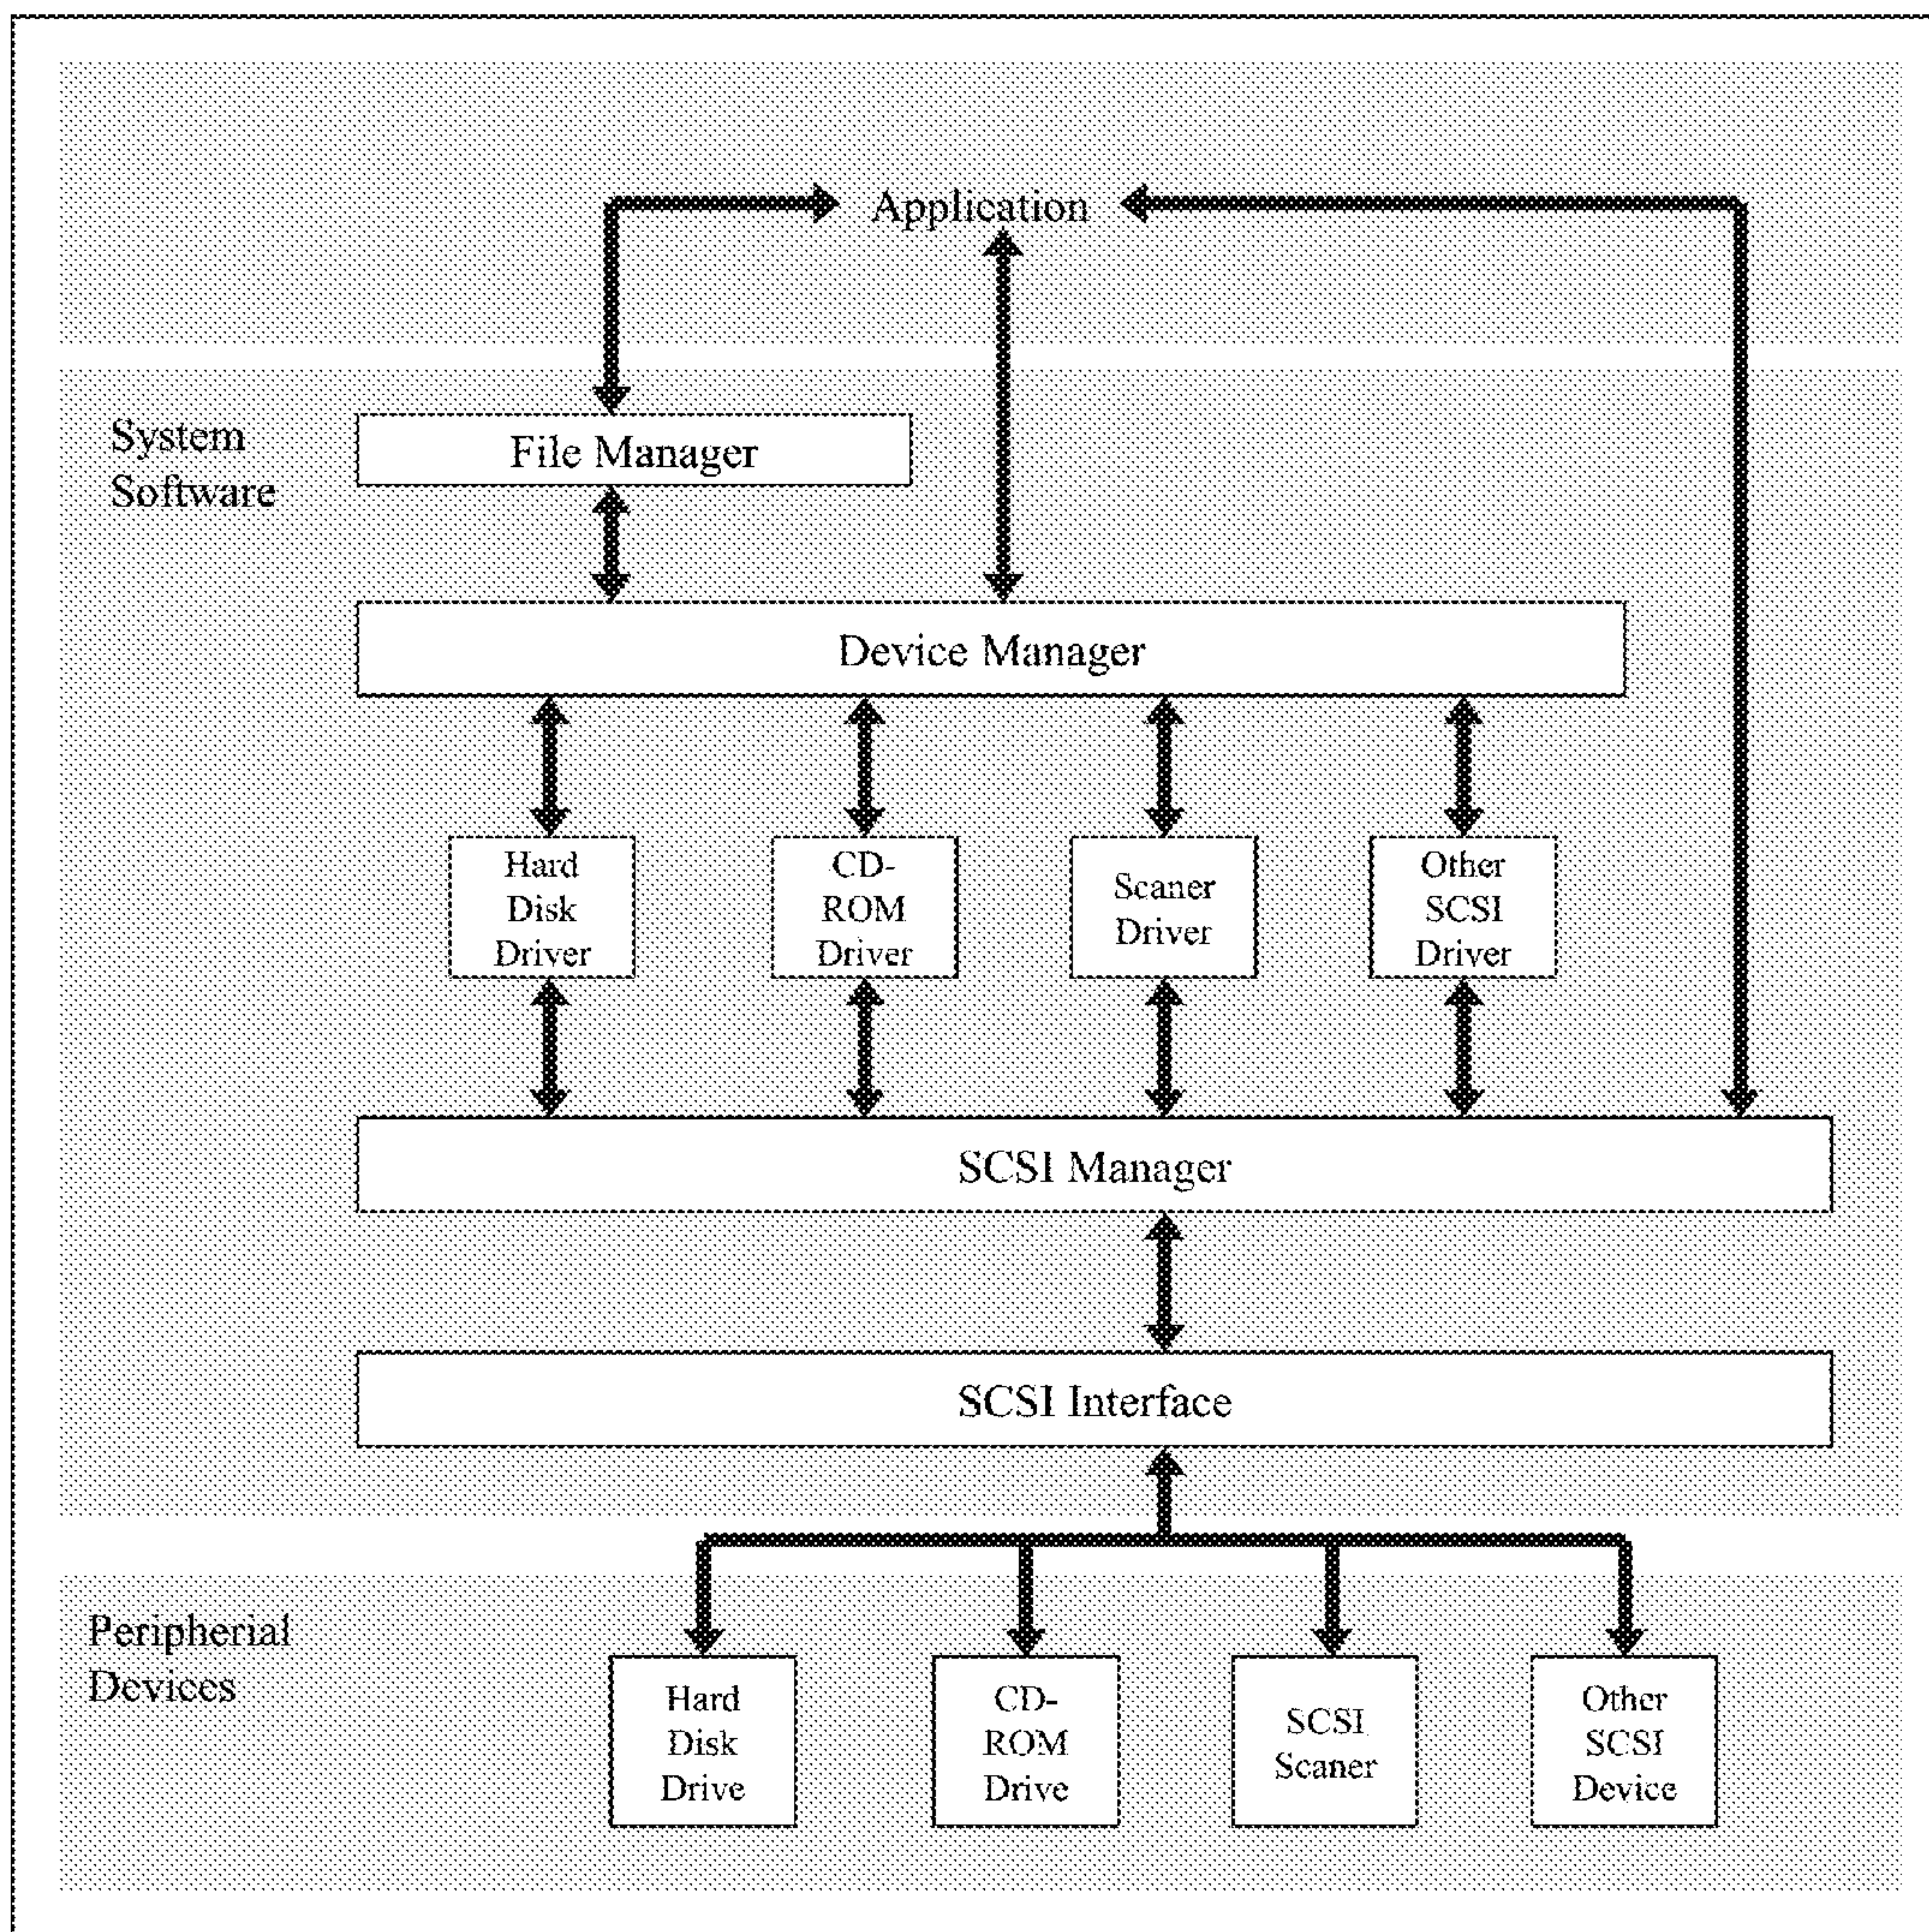 Application
System
Software
File Manager
Device Manager
Hard
Disk
Driver
CD-
ROM
Driver
Scaner
Driver
Other
SCSI
Driver
SCSI Manager
SCSI Interface
Peripherial
Devices
Hard
Disk
Drive
CD-
ROM
Drive
SCSI
Scaner
Other
SCSI
Device